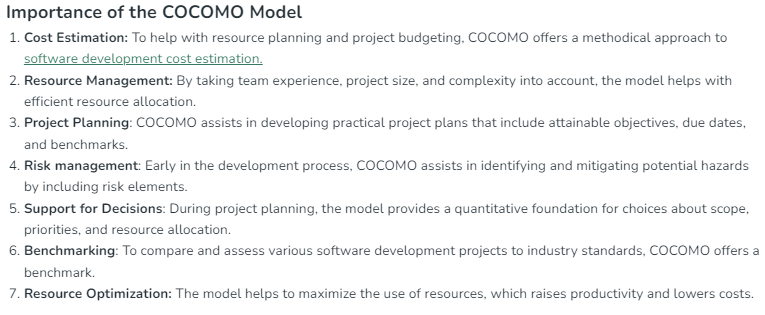 Importance of the COCOMO Model
1. Cost Estimation: To help with resource planning and project budgeting, COCOMO offers a methodical approach to
software development cost estimation.
2. Resource Management: By taking team experience, project size, and complexity into account, the model helps with
efficient resource allocation.
3. Project Planning: COCOMO assists in developing practical project plans that include attainable objectives, due dates,
and benchmarks.
4. Risk management: Early in the development process, COCOMO assists in identifying and mitigating potential hazards
by including risk elements.
5. Support for Decisions: During project planning, the model provides a quantitative foundation for choices about scope,
priorities, and resource allocation.
6. Benchmarking: To compare and assess various software development projects to industry standards, COCOMO offers a
benchmark.
7. Resource Optimization: The model helps to maximize the use of resources, which raises productivity and lowers costs.